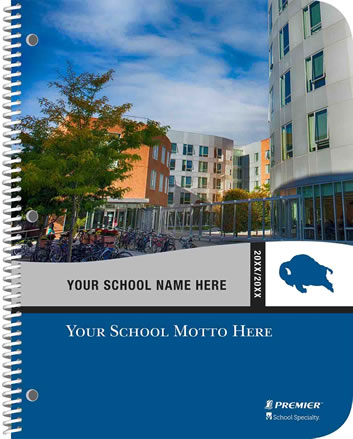 YOUR SCHOOL NAME HERE
20XX/20XX
YOUR SCHOOL MOTTO HERE
PREMIER
School Specialty